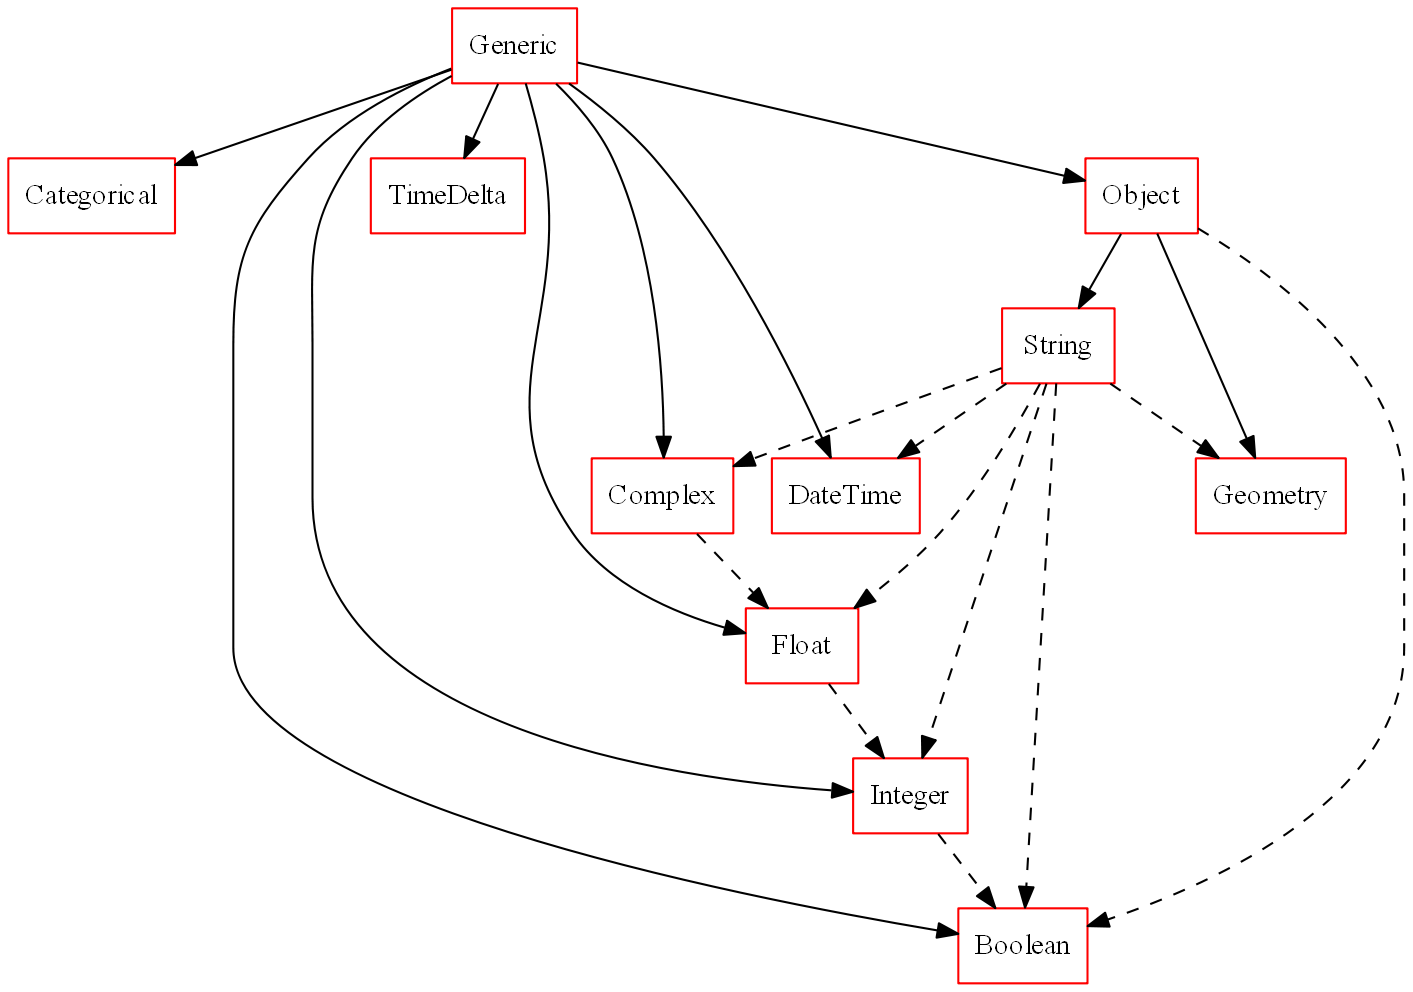 Generic
Categorical
TimeDelta
Object
String
Complex
DateTime
Geometry
Float
Integer
Boolean